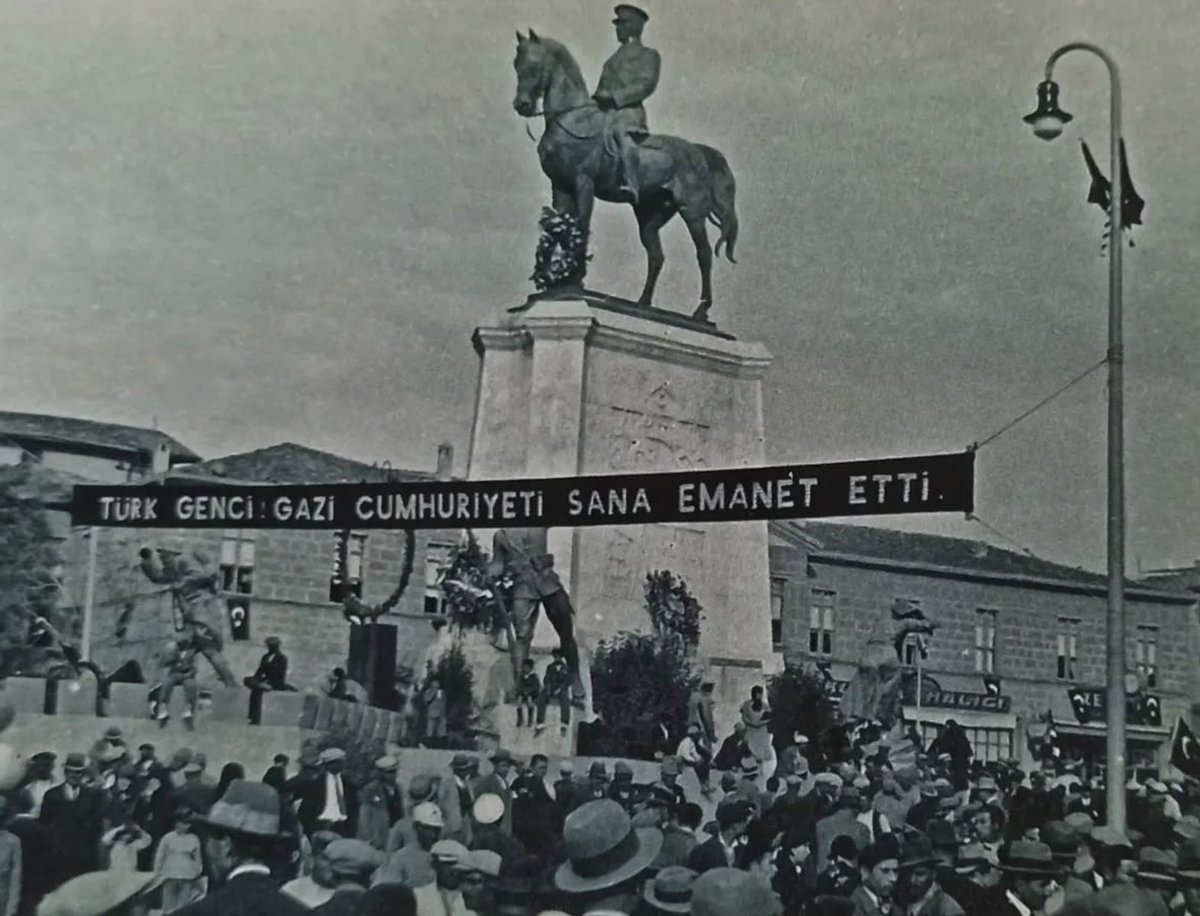 TÜRK GENCİ: GAZİ CUMHURİYETİ SANA EMANET ETTİ.